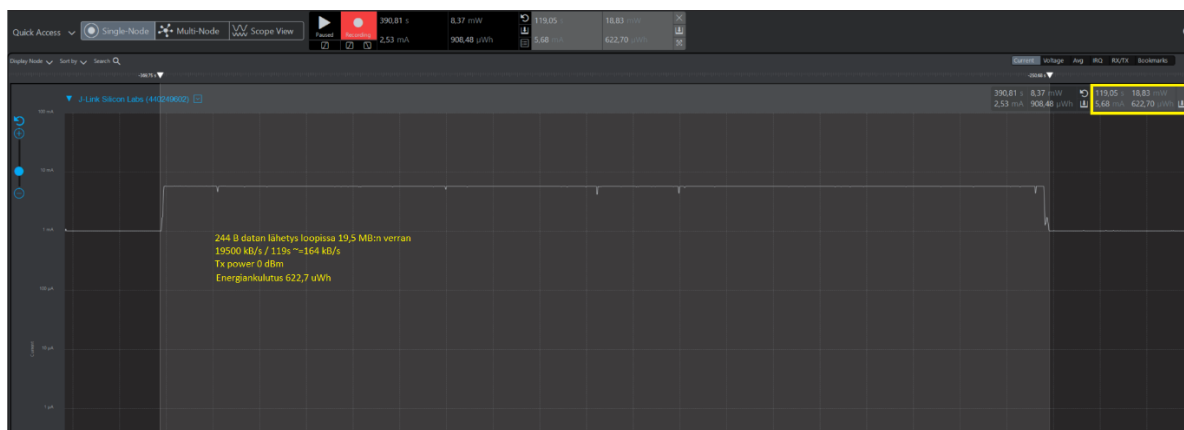 Quick Access Single-Node Multi-Node Scope View
Paused Recording
390,81 s 8,37 mW
2,53 mA 908,48 µWh
119,05 s 18,83 mW
5,68 mA 622,70 µWh
Display Node Sort by Search
Current Voltage Avg IRQ RX/TX Bookmarks
J-Link Silicon Labs (440249602)
390,81 s 8,37 mW
2,53 mA 908,48 µWh
119,05 s 18,83 mW
5,68 mA 622,70 µWh
100 mA
10 mA
1 mA
244 B datan lähetys loopissa 19,5 MB:n verran
19500 kB/s / 119s ~=164 kB/s
Tx power 0 dBm
Energiankulutus 622,7 uWh
100 µA
10 µA
Current
1 µA